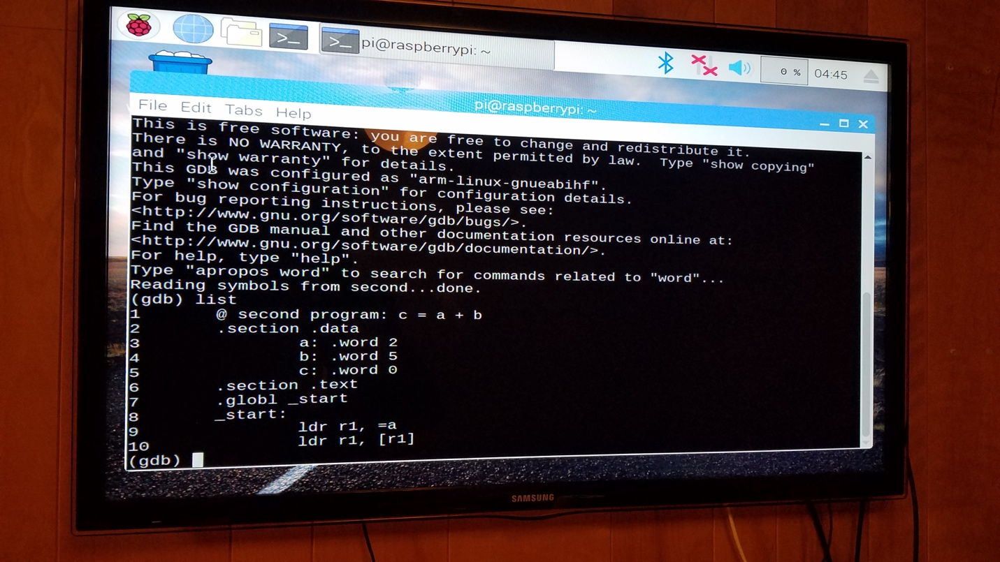 >_
>_ pi@raspberrypi: ~
0 %
04:45
pi@raspberrypi: ~
File Edit Tabs Help
This is free software: you are free to change and redistribute it.
There is NO WARRANTY, to the extent permitted by law.  Type "show copying"
and "show warranty" for details.
This GDB was configured as "arm-linux-gnueabihf".
Type "show configuration" for configuration details.
For bug reporting instructions, please see:
<http://www.gnu.org/software/gdb/bugs/>.
Find the GDB manual and other documentation resources online at:
<http://www.gnu.org/software/gdb/documentation/>.
For help, type "help".
Type "apropos word" to search for commands related to "word"...
Reading symbols from second...done.
(gdb) list
1 @ second program: c = a + b
2 .section .data
3 a: .word 2
4 b: .word 5
5 c: .word 0
6 .section .text
7 .globl _start
8 _start:
9 ldr r1, =a
10 ldr r1, [r1]
(gdb)
SAMSUNG